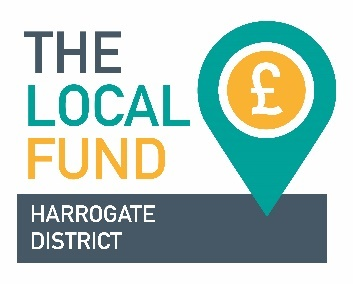 THE
LOCAL
FUND
£
HARROGATE
DISTRICT